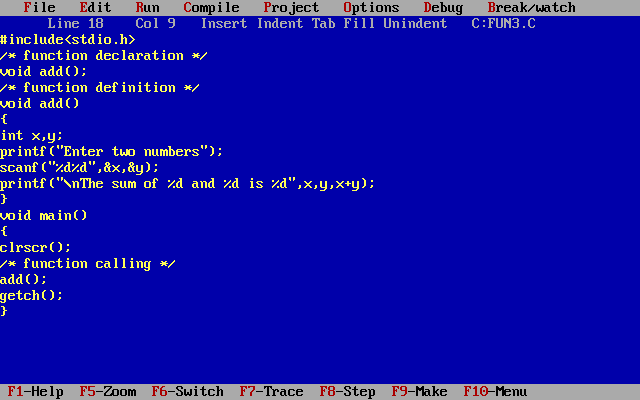 File Edit Run Compile Project Options Debug Break/watch
Line 18 Col 9 Insert Indent Tab Fill Unindent C:FUN3.C
#include<stdio.h>
/* function declaration */
void add();
/* function definition */
void add()
{
int x,y;
printf("Enter two numbers");
scanf("%d%d",&x,&y);
printf("\nThe sum of %d and %d is %d",x,y,x+y);
}
void main()
{
clrscr();
/* function calling */
add();
getch();
}
F1-Help F5-Zoom F6-Switch F7-Trace F8-Step F9-Make F10-Menu